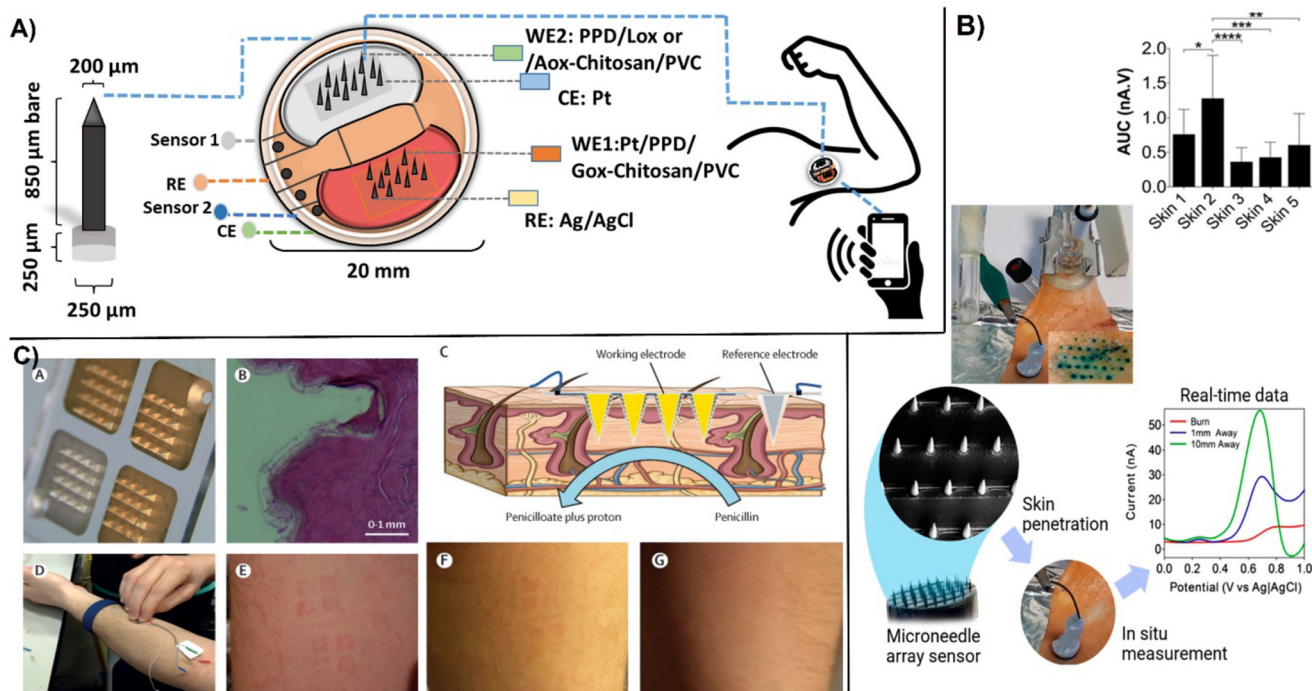 A)
200 µm
850 µm bare
250 µm
250 µm
Sensor 1
RE
Sensor 2
CE
WE2: PPD/Lox or
/Aox-Chitosan/PVC
CE: Pt
WE1:Pt/PPD/
Gox-Chitosan/PVC
RE: Ag/AgCl
20 mm
B)
**
***
****
*
AUC (nA.V)
2.0
1.5
1.0
0.5
0.0
Skin 1
Skin 2
Skin 3
Skin 4
Skin 5
Skin
penetration
Microneedle
array sensor
In situ
measurement
Real-time data
Burn
1mm Away
10mm Away
Current (nA)
50
40
30
20
10
0
0.0 0.2 0.4 0.6 0.8 1.0
Potential (V vs Ag|AgCl)
C)
A
B
0·1 mm
C
Working electrode
Reference electrode
Penicilloate plus proton
Penicillin
D
E
F
G